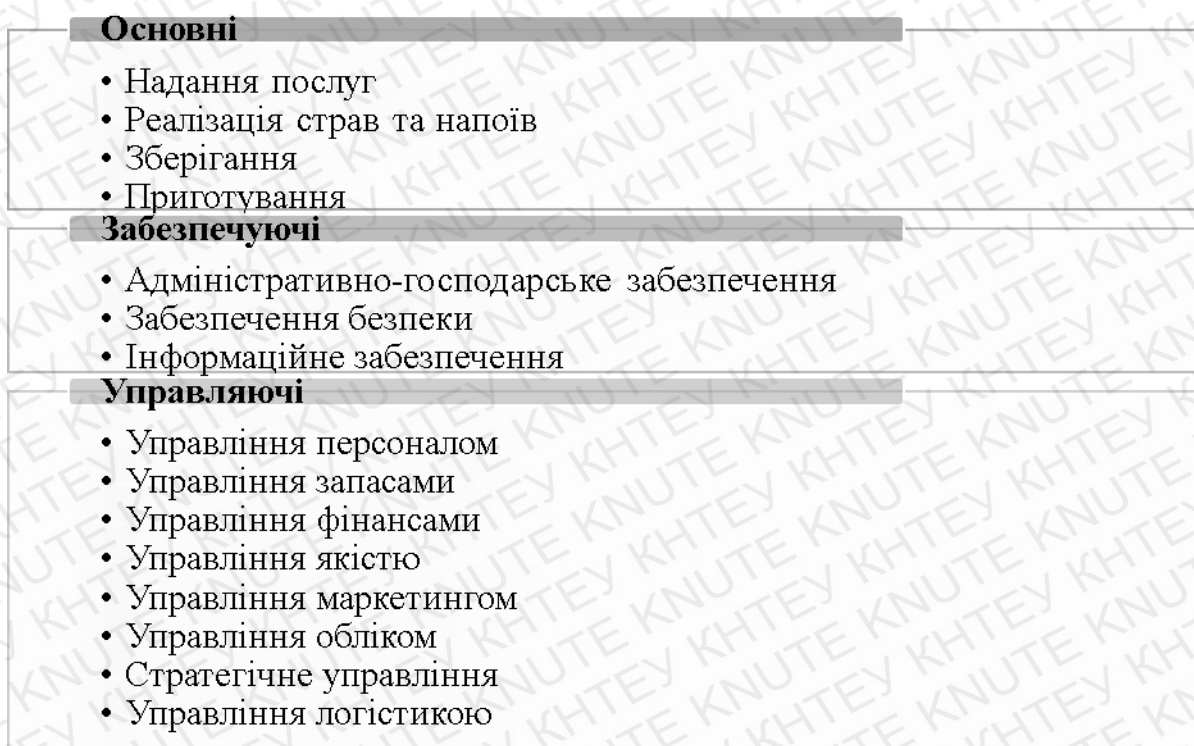 Основні
• Надання послуг
• Реалізація страв та напоїв
• Зберігання
• Приготування
Забезпечуючі
• Адміністративно-господарське забезпечення
• Забезпечення безпеки
• Інформаційне забезпечення
Управляючі
• Управління персоналом
• Управління запасами
• Управління фінансами
• Управління якістю
• Управління маркетингом
• Управління обліком
• Стратегічне управління
• Управління логістикою